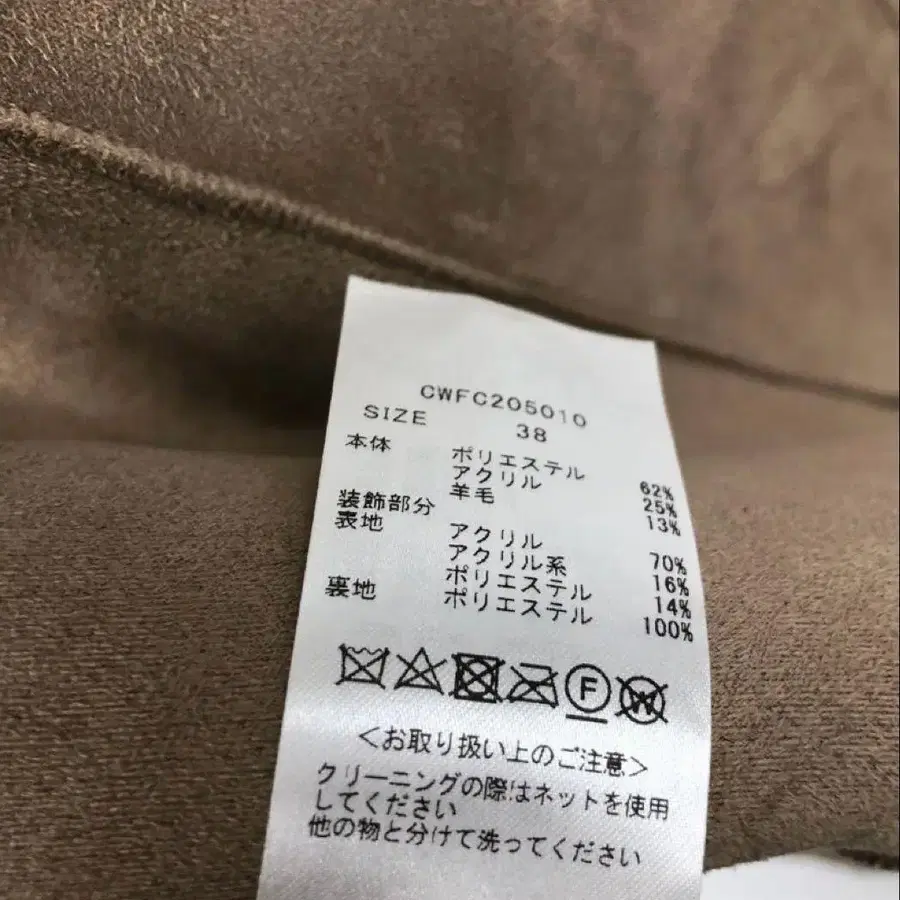 CWFC205010
SIZE 38
本体 ポリエステル 62%
アクリル 25%
羊毛 13%
装飾部分
表地 アクリル 70%
アクリル系 16%
ポリエステル 14%
裏地 ポリエステル 100%
F W
<お取り扱い上のご注意>
クリーニングの際はネットを使用
してください
他の物と分けて洗ってください